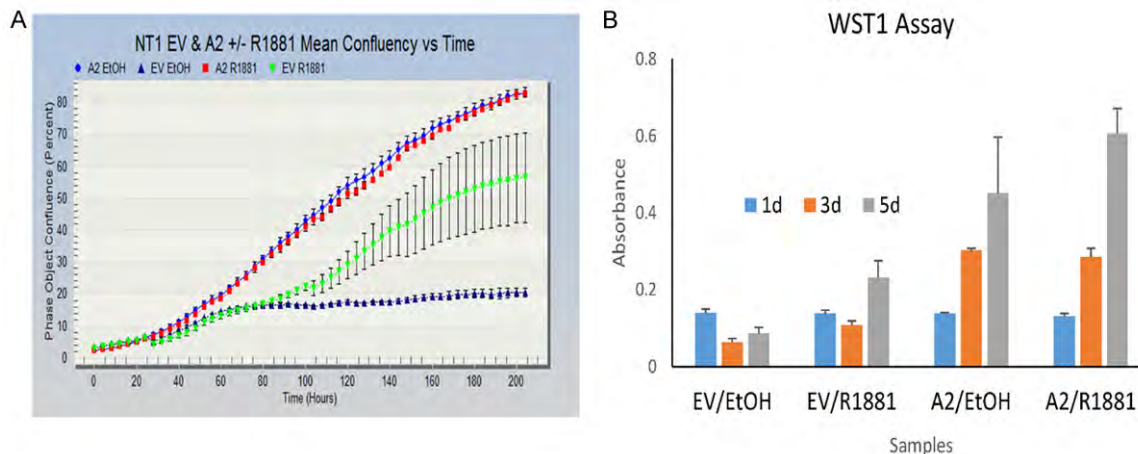 A
NT1 EV & A2 +/- R1881 Mean Confluency vs Time
A2 EtOH EV EtOH A2 R1881 EV R1881
Phase Object Confluence (Percent)
80
70
60
50
40
30
20
10
0
0 20 40 60 80 100 120 140 160 180 200
Time (Hours)
B
WST1 Assay
Absorbance
0.8
0.6
0.4
0.2
0
1d 3d 5d
EV/EtOH EV/R1881 A2/EtOH A2/R1881
Samples